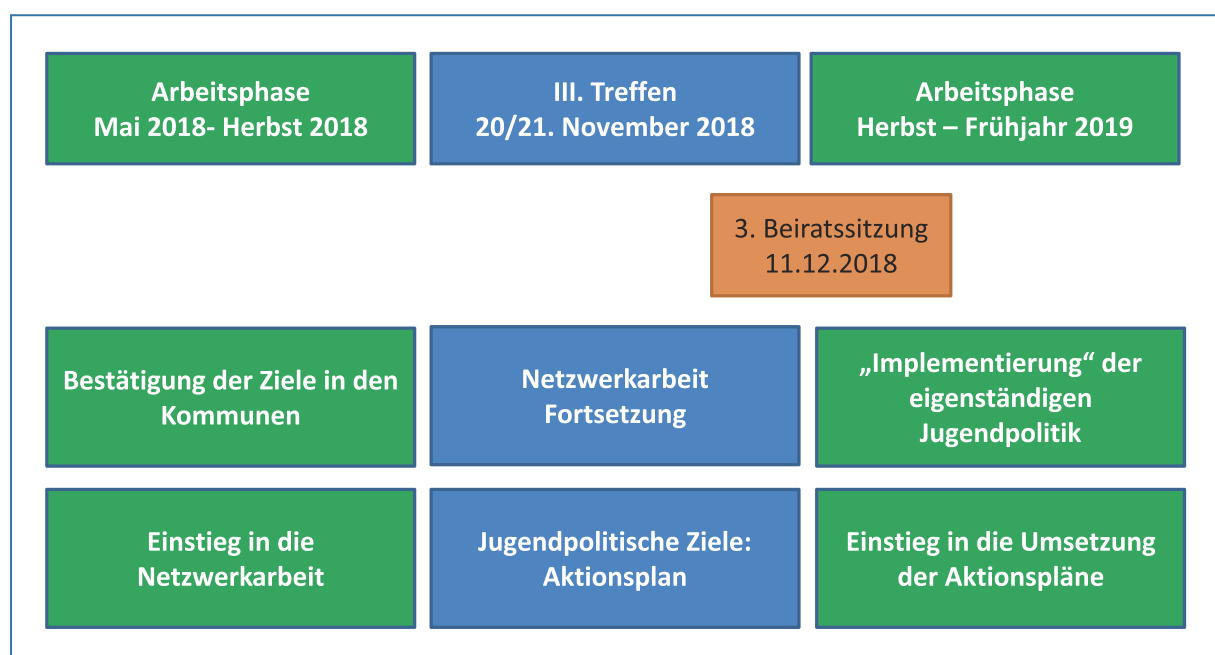 Arbeitsphase
Mai 2018- Herbst 2018
III. Treffen
20/21. November 2018
Arbeitsphase
Herbst – Frühjahr 2019
3. Beiratssitzung
11.12.2018
Bestätigung der Ziele in den
Kommunen
Netzwerkarbeit
Fortsetzung
„Implementierung“ der
eigenständigen
Jugendpolitik
Einstieg in die
Netzwerkarbeit
Jugendpolitische Ziele:
Aktionsplan
Einstieg in die Umsetzung
der Aktionspläne